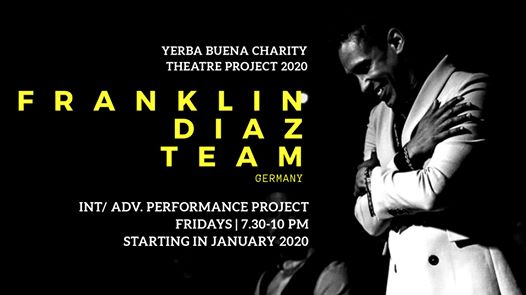 YERBA BUENA CHARITY
THEATRE PROJECT 2020
FRANKLIN
DIAZ
TEAM
GERMANY
INT/ ADV. PERFORMANCE PROJECT
FRIDAYS | 7.30-10 PM
STARTING IN JANUARY 2020